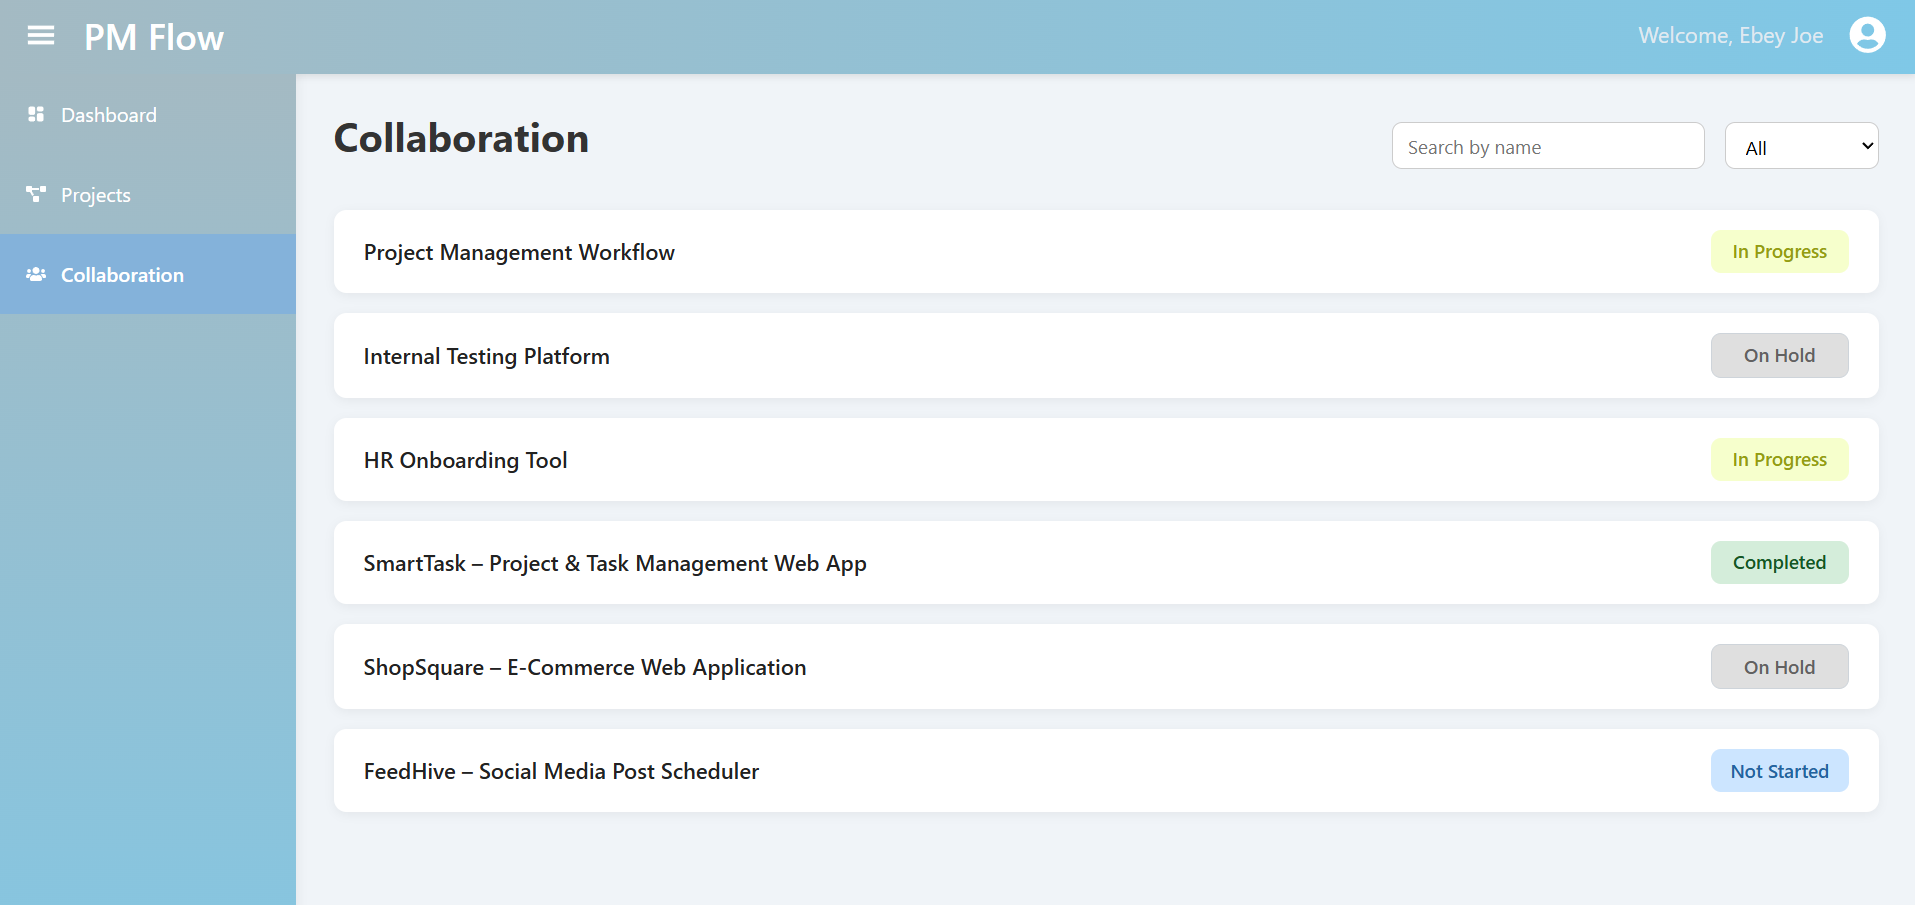 PM Flow
Welcome, Ebey Joe
Dashboard
Projects
Collaboration
Collaboration
Search by name
All
Project Management Workflow
In Progress
Internal Testing Platform
On Hold
HR Onboarding Tool
In Progress
SmartTask – Project & Task Management Web App
Completed
ShopSquare – E-Commerce Web Application
On Hold
FeedHive – Social Media Post Scheduler
Not Started